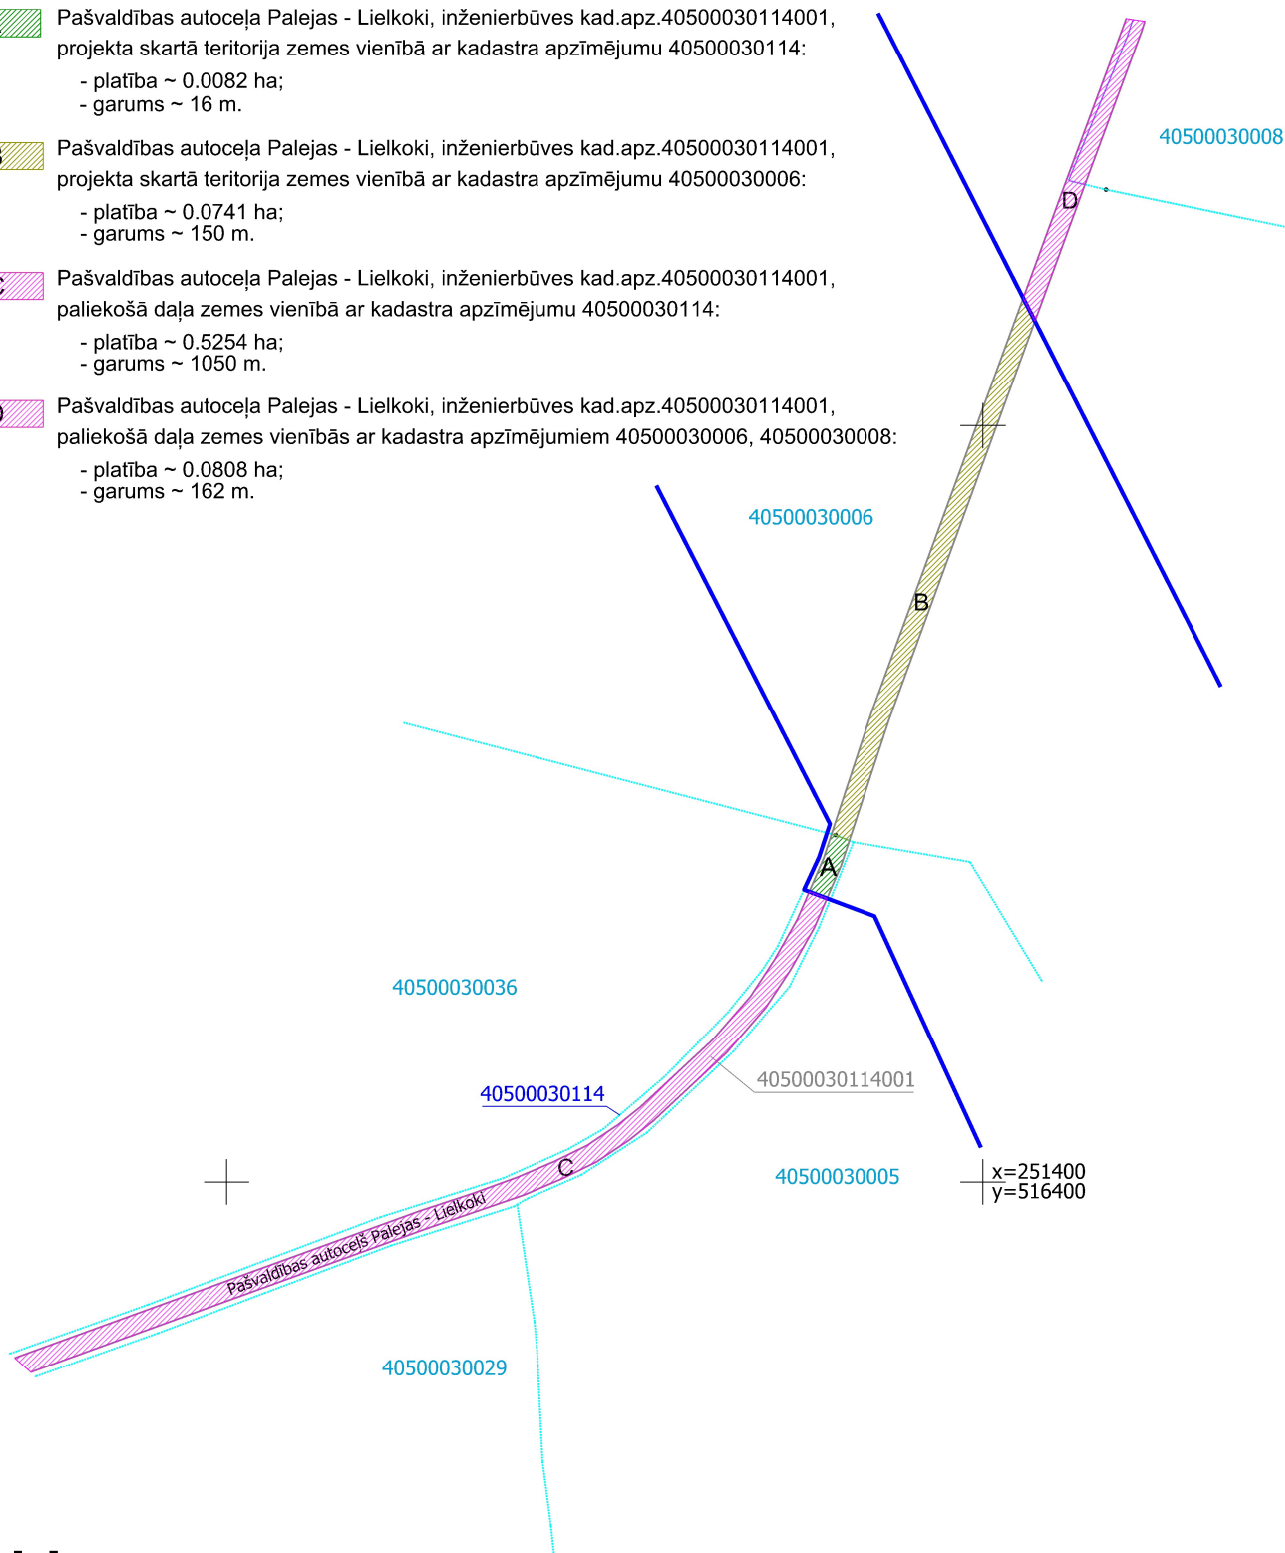 Pašvaldības autoceļa Palejas - Lielkoki, inženierbūves kad.apz.40500030114001,
projekta skartā teritorija zemes vienībā ar kadastra apzīmējumu 40500030114:
- platība ~ 0.0082 ha;
- garums ~ 16 m.
Pašvaldības autoceļa Palejas - Lielkoki, inženierbūves kad.apz.40500030114001,
projekta skartā teritorija zemes vienībā ar kadastra apzīmējumu 40500030006:
- platība ~ 0.0741 ha;
- garums ~ 150 m.
Pašvaldības autoceļa Palejas - Lielkoki, inženierbūves kad.apz.40500030114001,
paliekošā daļa zemes vienībā ar kadastra apzīmējumu 40500030114:
- platība ~ 0.5254 ha;
- garums ~ 1050 m.
Pašvaldības autoceļa Palejas - Lielkoki, inženierbūves kad.apz.40500030114001,
paliekošā daļa zemes vienībās ar kadastra apzīmējumiem 40500030006, 40500030008:
- platība ~ 0.0808 ha;
- garums ~ 162 m.
40500030008
D
40500030006
B
A
40500030036
40500030114001
40500030114
C
40500030005
x=251400
y=516400
Pašvaldības autoceļš Palejas - Lielkoki
40500030029